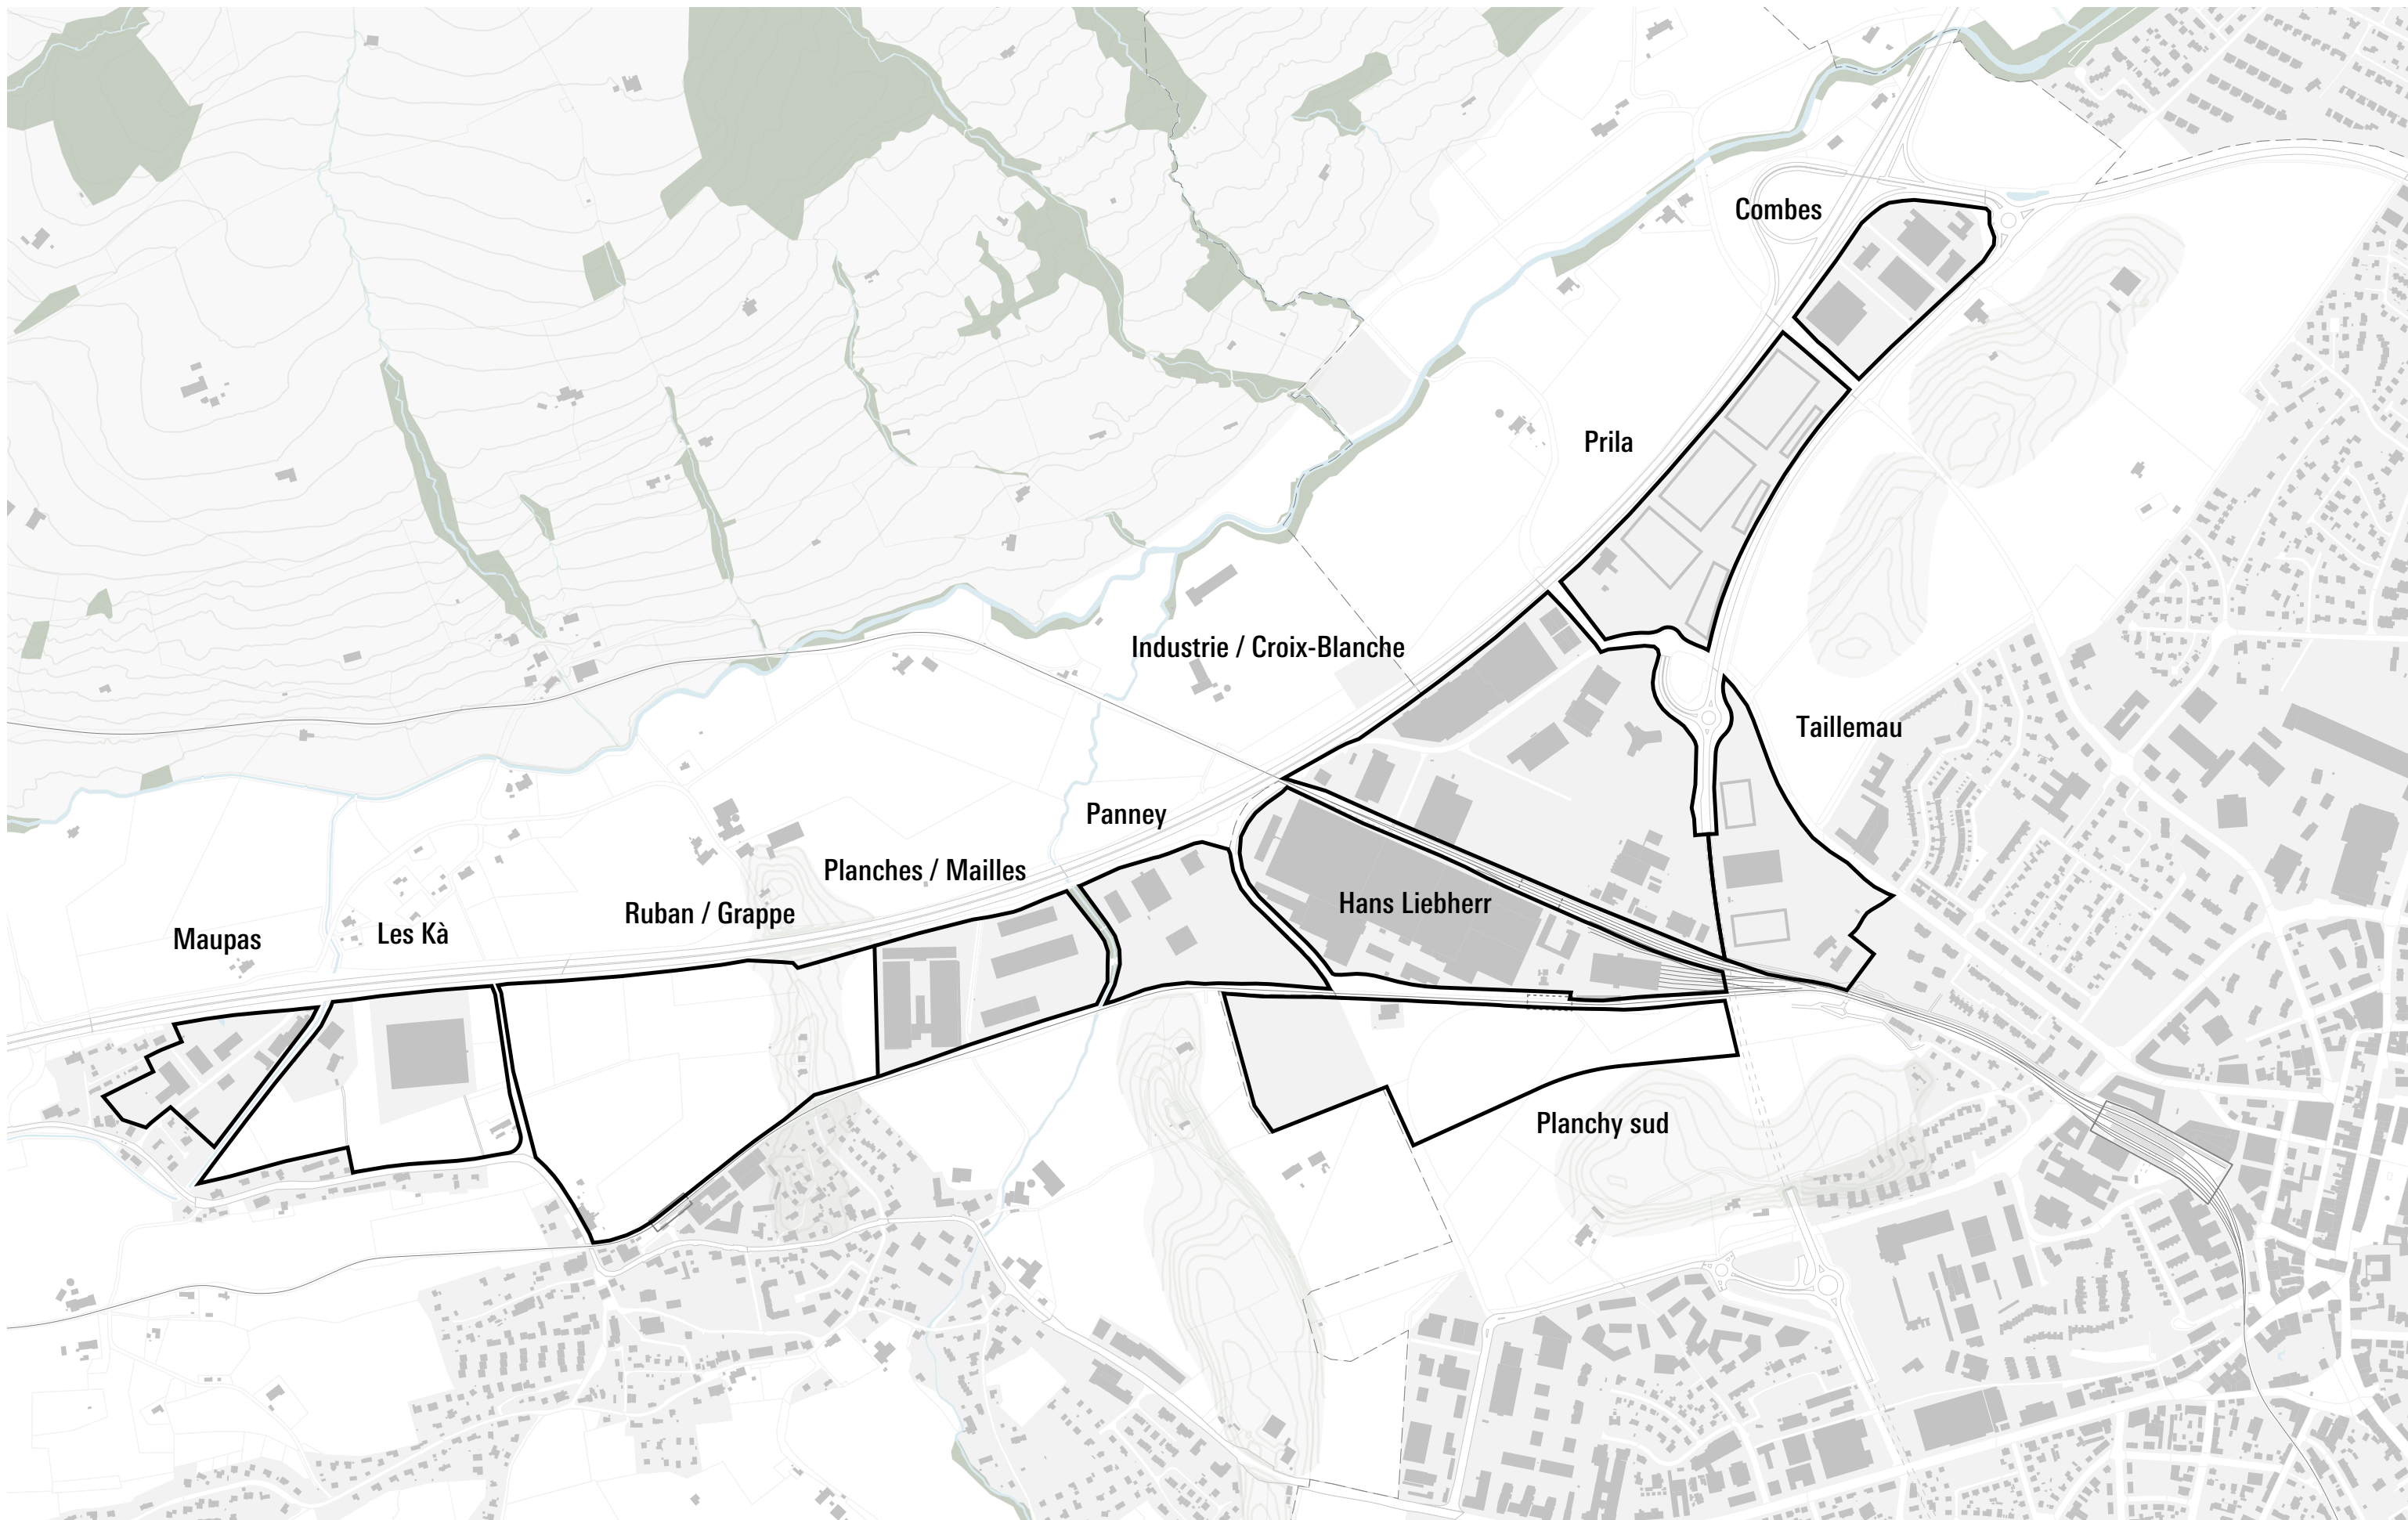 Combes
Prila
Industrie / Croix-Blanche
Taillemau
Panney
Planches / Mailles
Hans Liebherr
Ruban / Grappe
Les Kà
Maupas
Planchy sud